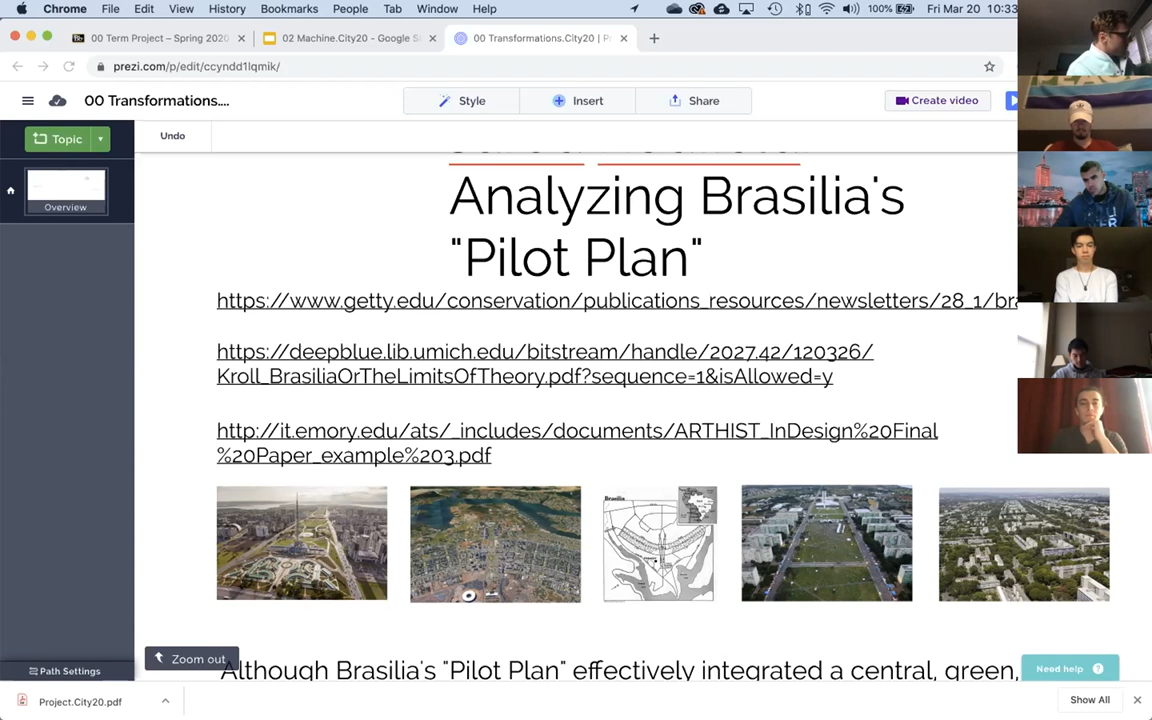 Chrome File Edit View History Bookmarks People Tab Window Help 100% Fri Mar 20 10:33
00 Term Project – Spring 2020 02 Machine.City20 - Google Sl 00 Transformations.City20 | Pr
prezi.com/p/edit/ccyndd1lqmik/
00 Transformations.... Style Insert Share Create video
Topic Undo
Overview
Analyzing Brasilia's
"Pilot Plan"
https://www.getty.edu/conservation/publications_resources/newsletters/28_1/bra
https://deepblue.lib.umich.edu/bitstream/handle/2027.42/120326/
Kroll_BrasiliaOrTheLimitsOfTheory.pdf?sequence=1&isAllowed=y
http://it.emory.edu/ats/_includes/documents/ARTHIST_InDesign%20Final
%20Paper_example%203.pdf
Brasilia
Zoom out
Although Brasilia's "Pilot Plan" effectively integrated a central, green,
Path Settings
Need help ?
Project.City20.pdf Show All